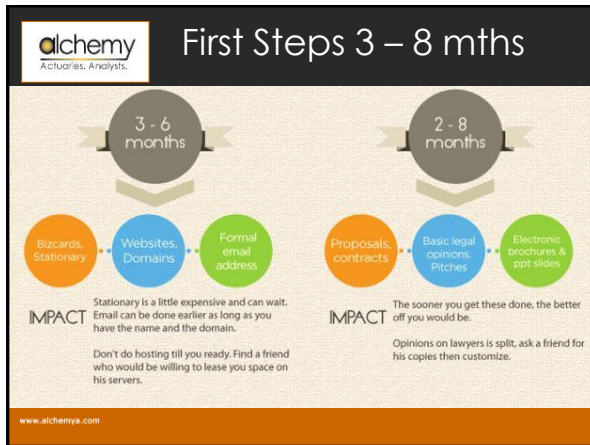 alchemy
Actuaries. Analysts.
First Steps 3 – 8 mths
3 - 6
months
Bizcards,
Stationary
Websites,
Domains
Formal
email
address
IMPACT
Stationary is a little expensive and can wait.
Email can be done earlier as long as you
have the name and the domain.
Don't do hosting till you ready. Find a friend
who would be willing to lease you space on
his servers.
2 - 8
months
Proposals,
contracts
Basic legal
opinions.
Pitches
Electronic
brochures &
ppt slides
IMPACT
The sooner you get these done, the better
off you would be.
Opinions on lawyers is split, ask a friend for
his copies then customize.
www.alchemya.com